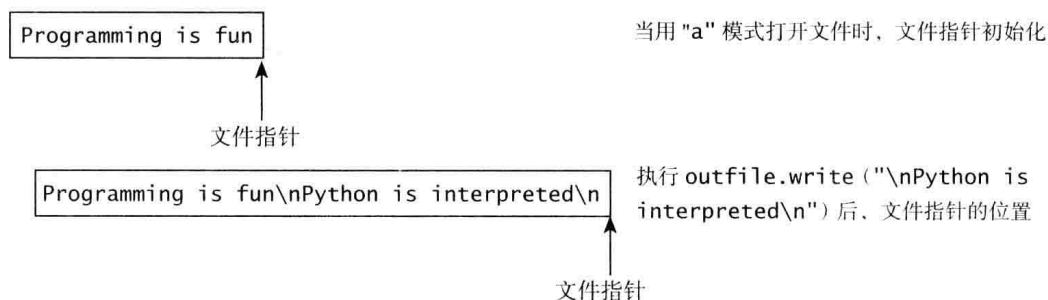 Programming is fun
当用 "a" 模式打开文件时，文件指针初始化
文件指针
Programming is fun\nPython is interpreted\n
执行 outfile.write（"\nPython is
interpreted\n"）后、文件指针的位置
文件指针